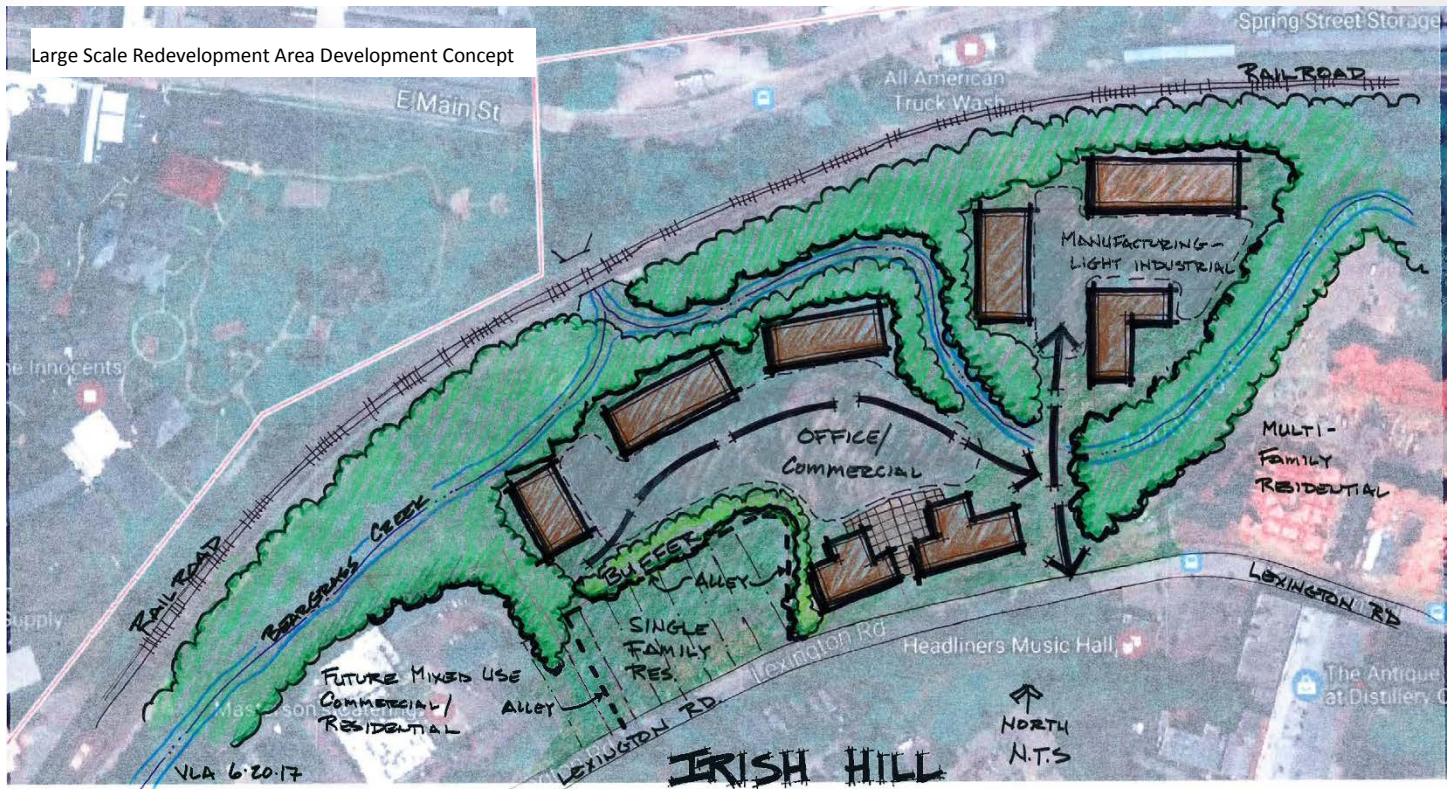 Large Scale Redevelopment Area Development Concept
Spring Street Storage
RAILROAD
All American
Truck Wash
E Main St
MANUFACTURING-
LIGHT INDUSTRIAL
e Innocents
OFFICE/
COMMERCIAL
MULTI-
FAMILY
RESIDENTIAL
BEARGRASS CREEK
RAILROAD
BUFFER
ALLEY
LEXINGTON RD
upply
SINGLE
FAMILY
RES.
Lexington Rd
Headliners Music Hall
FUTURE MIXED USE
COMMERCIAL/
RESIDENTIAL
ALLEY
The Antique
at Distillery C
LEXINGTON RD.
NORTH
N.T.S
VLA 6·20·17
IRISH HILL